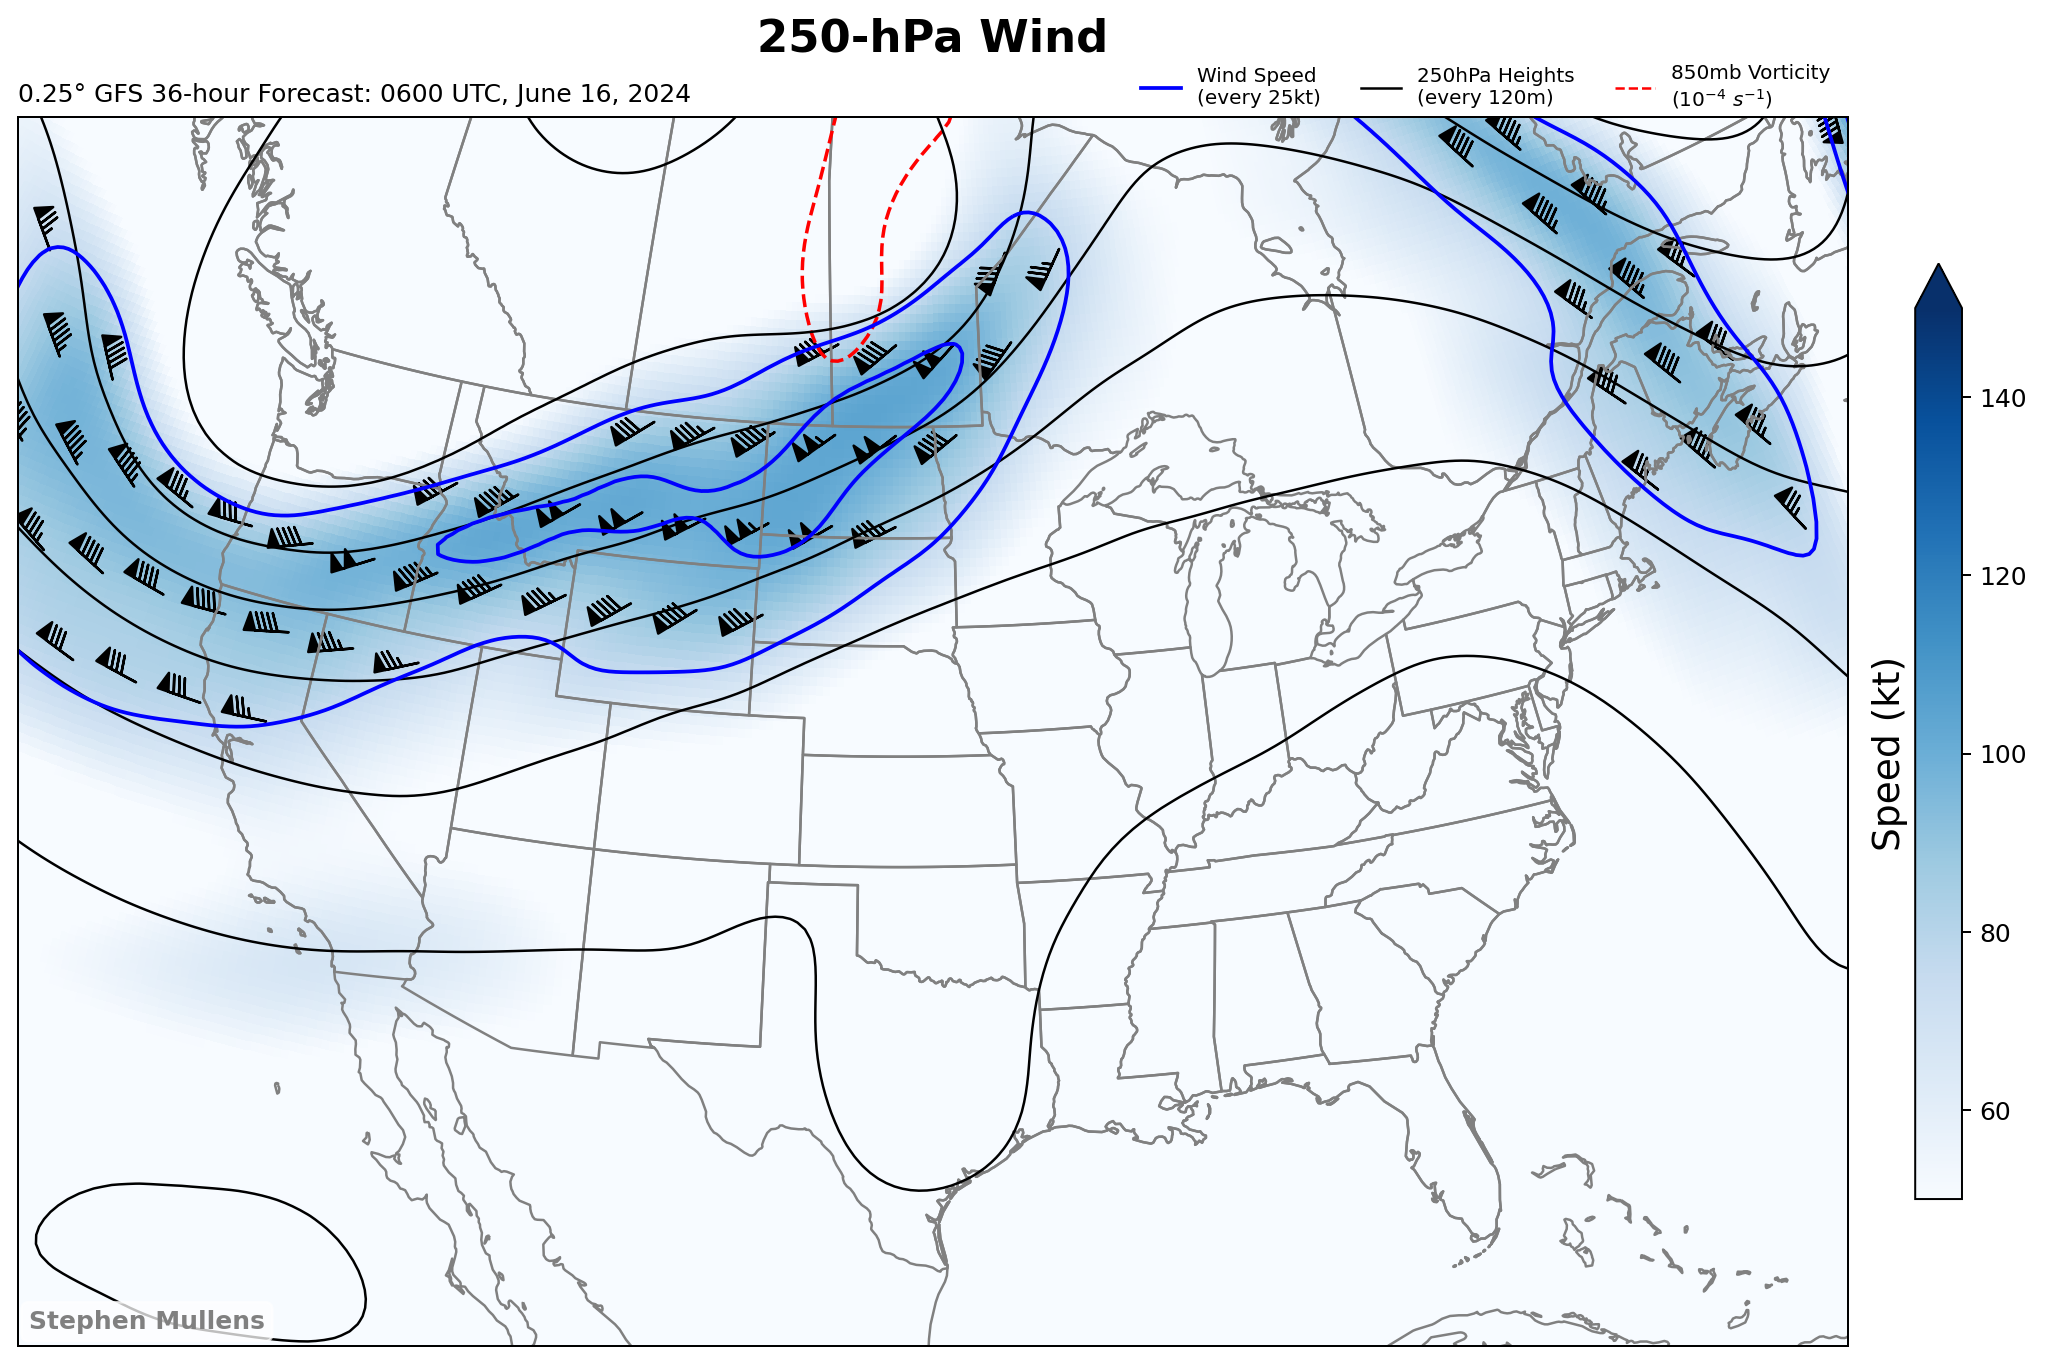 250-hPa Wind
0.25° GFS 36-hour Forecast: 0600 UTC, June 16, 2024
Wind Speed
(every 25kt)
250hPa Heights
(every 120m)
850mb Vorticity
(10⁻⁴ s⁻¹)
140
120
100
80
60
Speed (kt)
Stephen Mullens